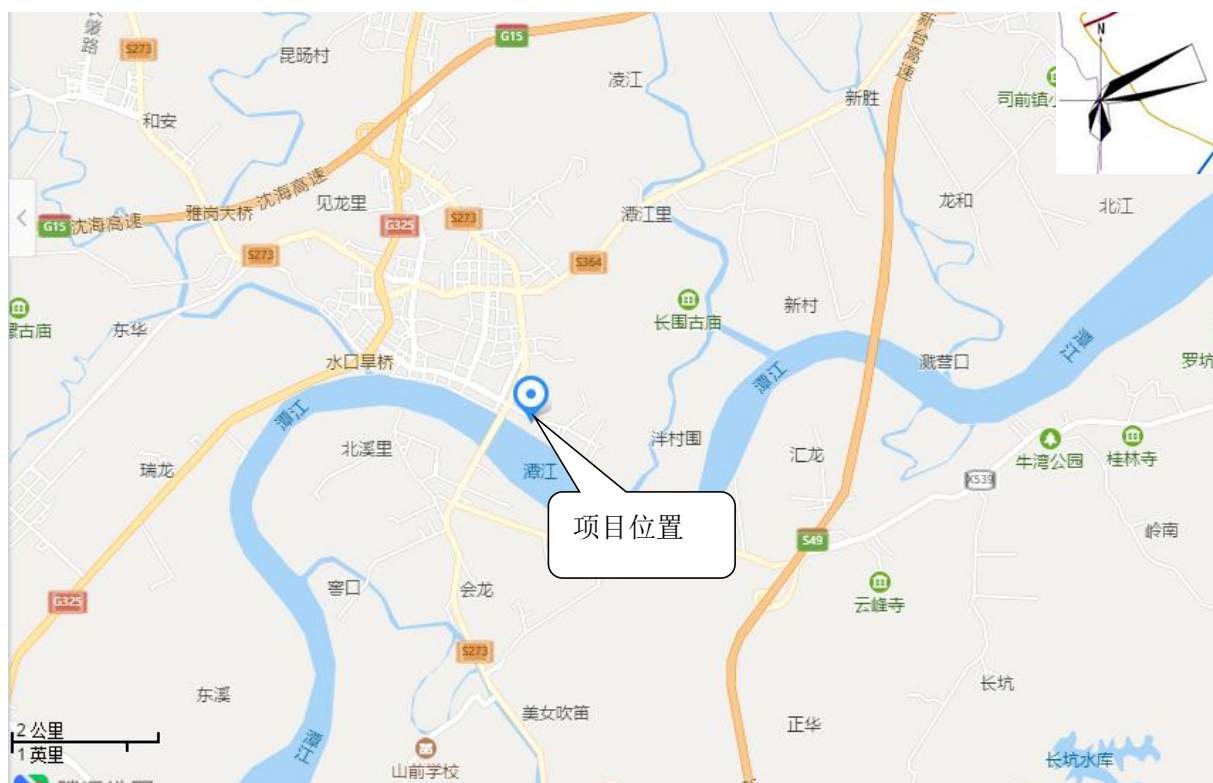 S273
G15
昆旸村
肇路
凌江
新台高速
N
司前镇
新胜
和安
沈海高速
见龙里
雅岗大桥
G15
沈海高速
G325
S273
潭江里
龙和
北江
S273
S364
长围古庙
新村
潭江
东华
古庙
水口旱桥
潭江
溅营口
罗坑
潭江
北溪里
泮村围
汇龙
牛湾公园
桂林寺
瑞龙
潭江
X539
项目位置
岭南
S49
窖口
会龙
云峰寺
G325
S273
长坑
东溪
美女吹笛
正华
2 公里
1 英里
潭江
山前学校
长坑水库